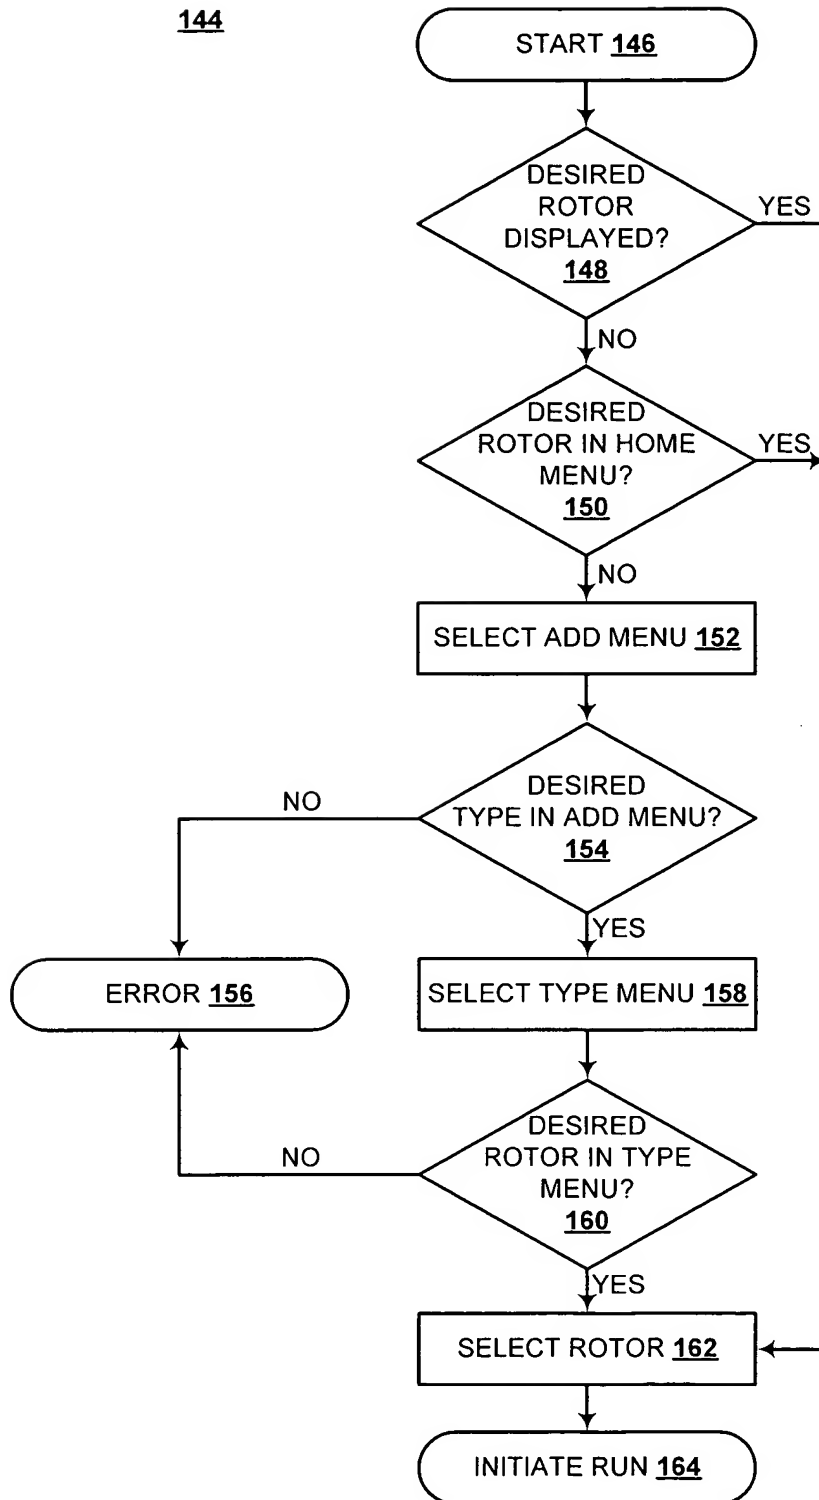 144
START 146
DESIRED
ROTOR
DISPLAYED?
148
YES
NO
DESIRED
ROTOR IN HOME
MENU?
150
YES
NO
SELECT ADD MENU 152
DESIRED
TYPE IN ADD MENU?
154
NO
YES
ERROR 156
SELECT TYPE MENU 158
DESIRED
ROTOR IN TYPE
MENU?
160
NO
YES
SELECT ROTOR 162
INITIATE RUN 164